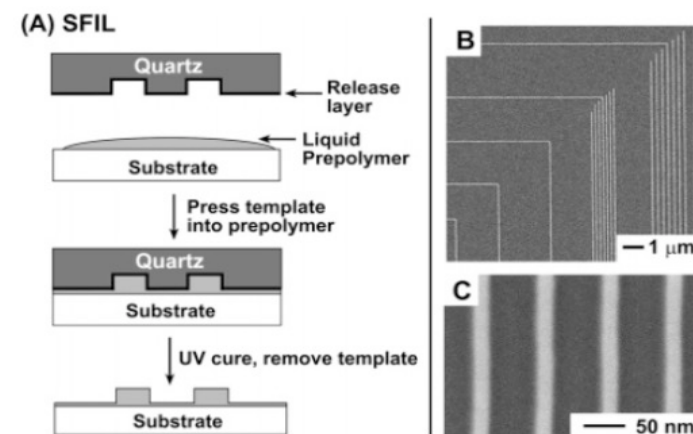 (A) SFIL
Quartz
Release
layer
Liquid
Prepolymer
Substrate
Press template
into prepolymer
Quartz
Substrate
UV cure, remove template
Substrate
B
1 μm
C
50 nm